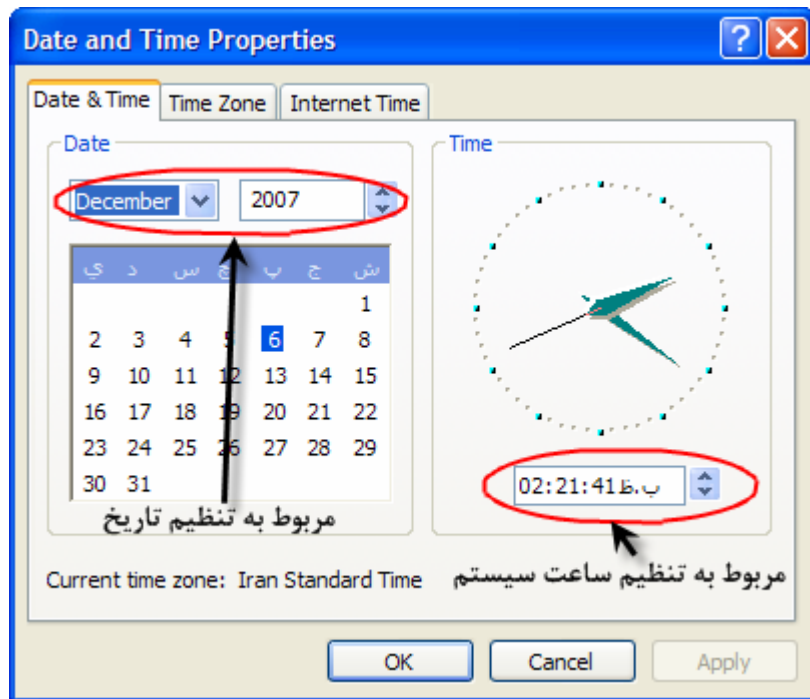 Date and Time Properties
Date & Time
Time Zone
Internet Time
Date
December
2007
ي د س چ پ ج ش
1
2 3 4 5 6 7 8
9 10 11 12 13 14 15
16 17 18 19 20 21 22
23 24 25 26 27 28 29
30 31
مربوط به تنظیم تاریخ
Time
02:21:41 ب.ظ
مربوط به تنظیم ساعت سیستم
Current time zone: Iran Standard Time
OK
Cancel
Apply